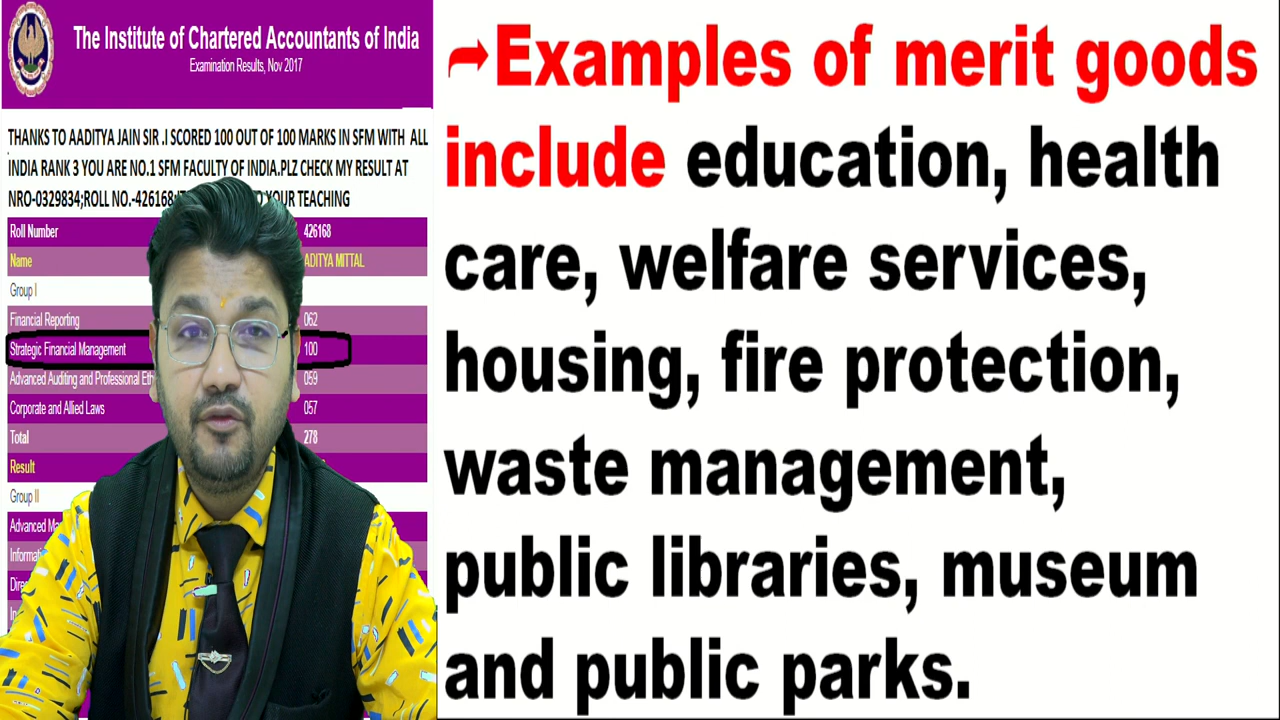 The Institute of Chartered Accountants of India
Examination Results, Nov 2017
THANKS TO AADITYA JAIN SIR .I SCORED 100 OUT OF 100 MARKS IN SFM WITH ALL
INDIA RANK 3 YOU ARE NO.1 SFM FACULTY OF INDIA.PLZ CHECK MY RESULT AT
NRO-0329834;ROLL NO.-426168 YOUR TEACHING
Roll Number 426168
Name ADITYA MITTAL
Group I
Financial Reporting 062
Strategic Financial Management 100
Advanced Auditing and Professional 059
Corporate and Allied Laws 057
Total 278
Result
Group II
Advanced
➦Examples of merit goods
include education, health
care, welfare services,
housing, fire protection,
waste management,
public libraries, museum
and public parks.